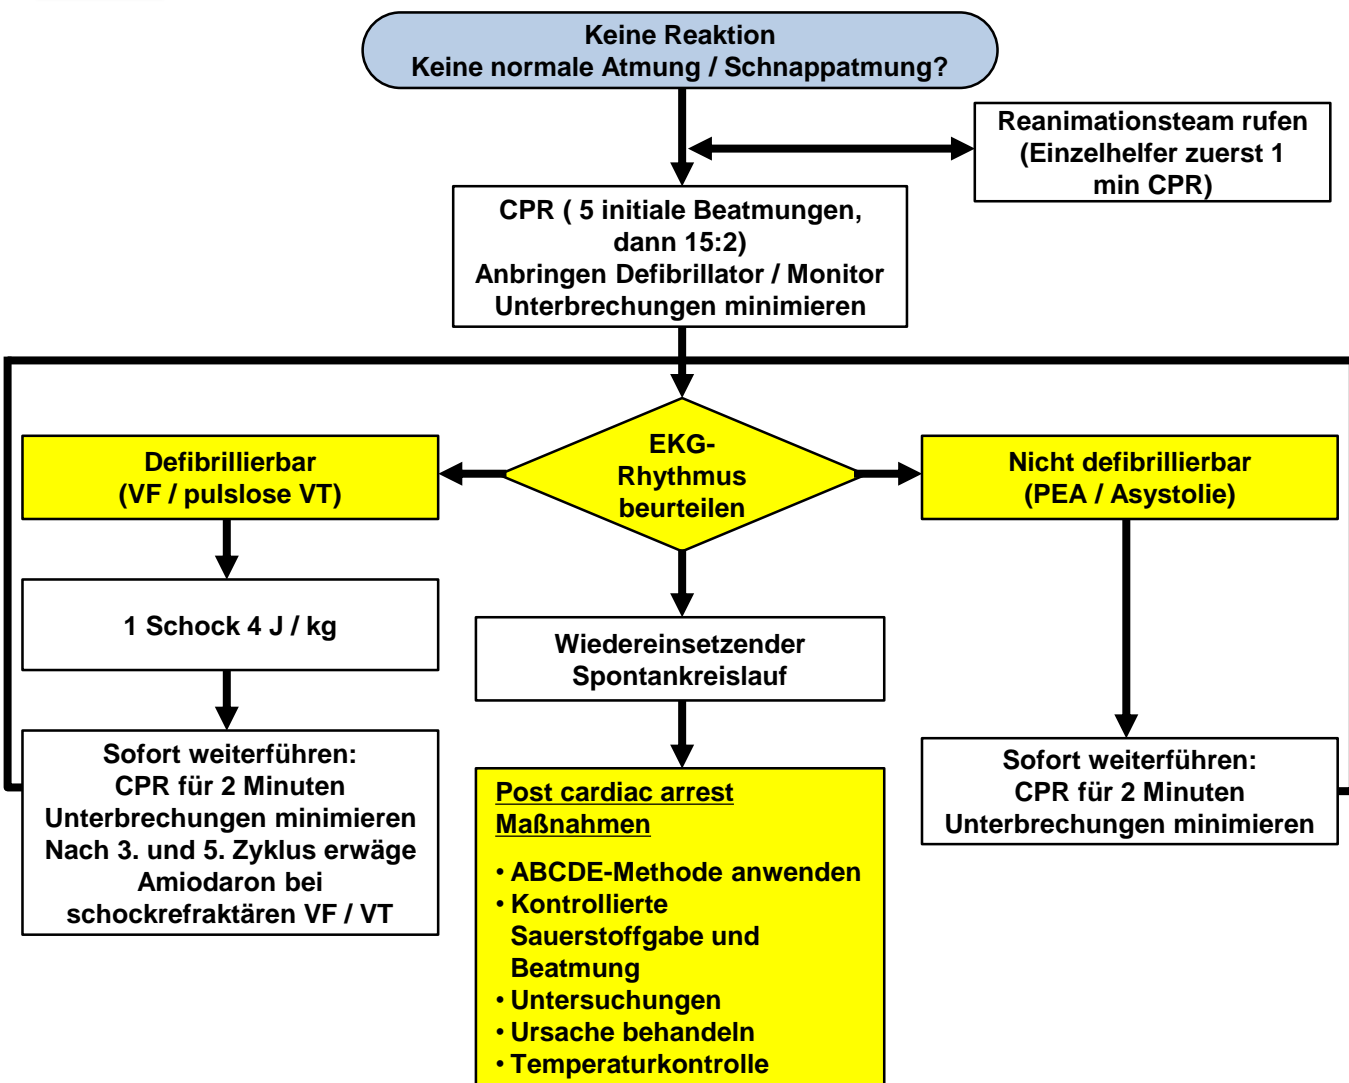 Keine Reaktion
Keine normale Atmung / Schnappatmung?
Reanimationsteam rufen
(Einzelhelfer zuerst 1
min CPR)
CPR ( 5 initiale Beatmungen,
dann 15:2)
Anbringen Defibrillator / Monitor
Unterbrechungen minimieren
EKG-
Rhythmus
beurteilen
Defibrillierbar
(VF / pulslose VT)
Nicht defibrillierbar
(PEA / Asystolie)
1 Schock 4 J / kg
Wiedereinsetzender
Spontankreislauf
Sofort weiterführen:
CPR für 2 Minuten
Unterbrechungen minimieren
Nach 3. und 5. Zyklus erwäge
Amiodaron bei
schockrefraktären VF / VT
Sofort weiterführen:
CPR für 2 Minuten
Unterbrechungen minimieren
Post cardiac arrest
Maßnahmen
• ABCDE-Methode anwenden
• Kontrollierte
Sauerstoffgabe und
Beatmung
• Untersuchungen
• Ursache behandeln
• Temperaturkontrolle